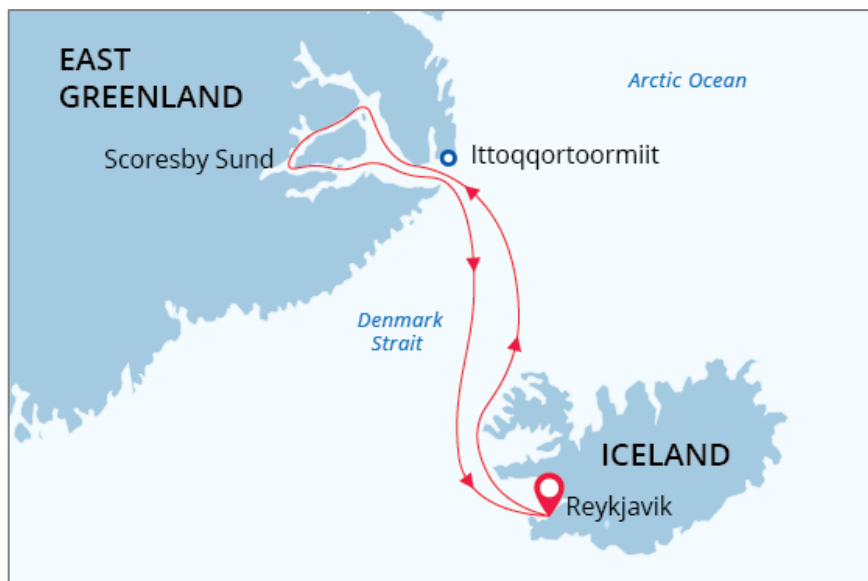 EAST
GREENLAND
Arctic Ocean
Scoresby Sund
Ittoqqortoormiit
Denmark
Strait
ICELAND
Reykjavik